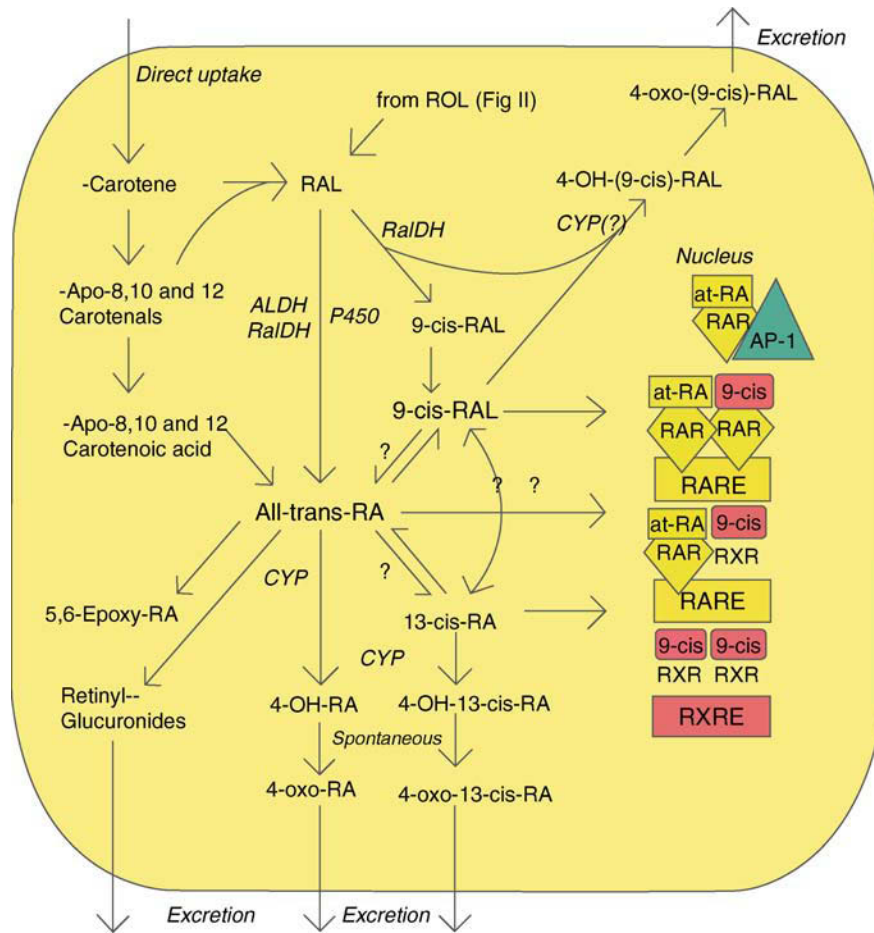 Excretion
Direct uptake
4-oxo-(9-cis)-RAL
from ROL (Fig II)
-Carotene
RAL
4-OH-(9-cis)-RAL
RalDH
CYP(?)
Nucleus
at-RA
RAR
AP-1
-Apo-8,10 and 12
Carotenals
ALDH
RalDH
P450
9-cis-RAL
9-cis-RAL
at-RA
9-cis
RAR
RAR
RARE
-Apo-8,10 and 12
Carotenoic acid
?
?
?
All-trans-RA
at-RA
9-cis
RAR
RXR
RARE
CYP
?
5,6-Epoxy-RA
13-cis-RA
CYP
9-cis
9-cis
RXR
RXR
RXRE
Retinyl--
Glucuronides
4-OH-RA
4-OH-13-cis-RA
Spontaneous
4-oxo-RA
4-oxo-13-cis-RA
Excretion
Excretion